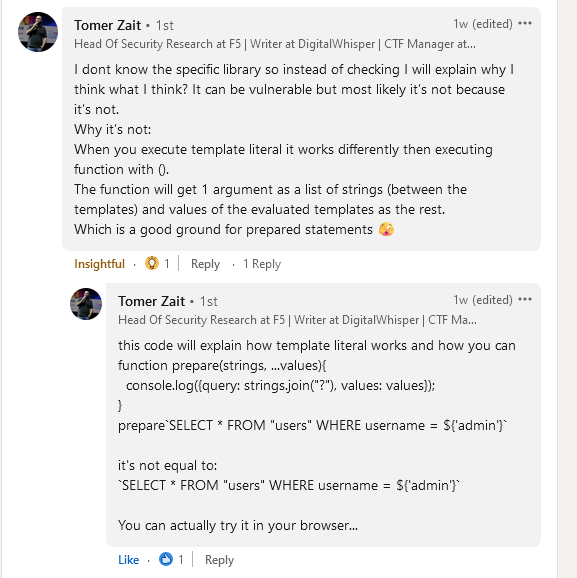 Tomer Zait • 1st
1w (edited) •••
Head Of Security Research at F5 | Writer at DigitalWhisper | CTF Manager at...
I dont know the specific library so instead of checking I will explain why I
think what I think? It can be vulnerable but most likely it's not because
it's not.
Why it's not:
When you execute template literal it works differently then executing
function with ().
The function will get 1 argument as a list of strings (between the
templates) and values of the evaluated templates as the rest.
Which is a good ground for prepared statements 🫣
Insightful · 1 | Reply · 1 Reply
Tomer Zait • 1st
1w (edited) •••
Head Of Security Research at F5 | Writer at DigitalWhisper | CTF Ma...
this code will explain how template literal works and how you can
function prepare(strings, ...values){
  console.log({query: strings.join("?"), values: values});
}
prepare`SELECT * FROM "users" WHERE username = ${'admin'}`

it's not equal to:
`SELECT * FROM "users" WHERE username = ${'admin'}`

You can actually try it in your browser...
Like · 1 | Reply